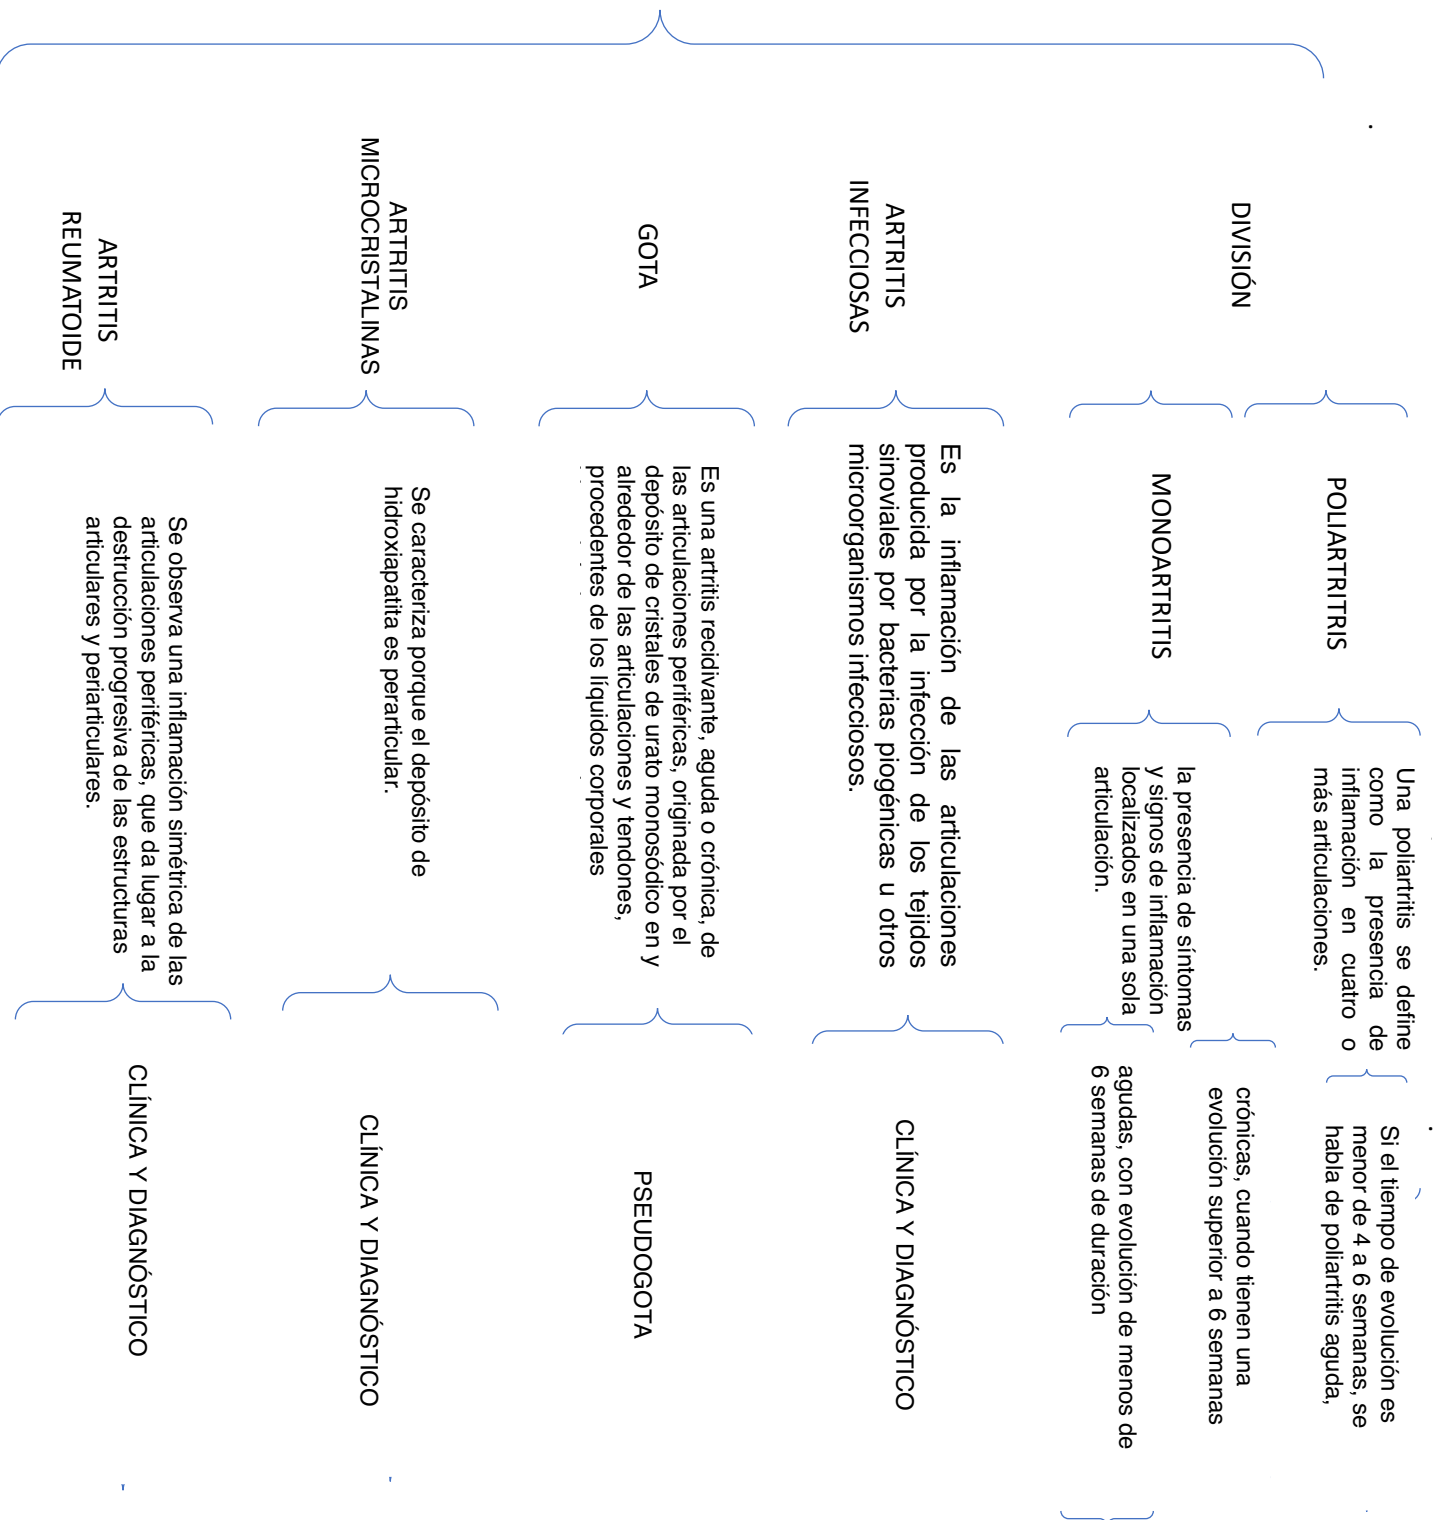 DIVISIÓN
POLIARTRITRIS
Una poliartritis se define
como la presencia de
inflamación en cuatro o
más articulaciones.
Si el tiempo de evolución es
menor de 4 a 6 semanas, se
habla de poliartritis aguda,
MONOARTRITIS
la presencia de síntomas
y signos de inflamación
localizados en una sola
articulación.
crónicas, cuando tienen una
evolución superior a 6 semanas
agudas, con evolución de menos de
6 semanas de duración
ARTRITIS
INFECCIOSAS
Es la inflamación de las articulaciones
producida por la infección de los tejidos
sinoviales por bacterias piogénicas u otros
microorganismos infecciosos.
CLÍNICA Y DIAGNÓSTICO
GOTA
Es una artritis recidivante, aguda o crónica, de
las articulaciones periféricas, originada por el
depósito de cristales de urato monosódico en y
alrededor de las articulaciones y tendones,
procedentes de los líquidos corporales
PSEUDOGOTA
ARTRITIS
MICROCRISTALINAS
Se caracteriza porque el depósito de
hidroxiapatita es perarticular.
CLÍNICA Y DIAGNÓSTICO
ARTRITIS
REUMATOIDE
Se observa una inflamación simétrica de las
articulaciones periféricas, que da lugar a la
destrucción progresiva de las estructuras
articulares y periarticulares.
CLÍNICA Y DIAGNÓSTICO